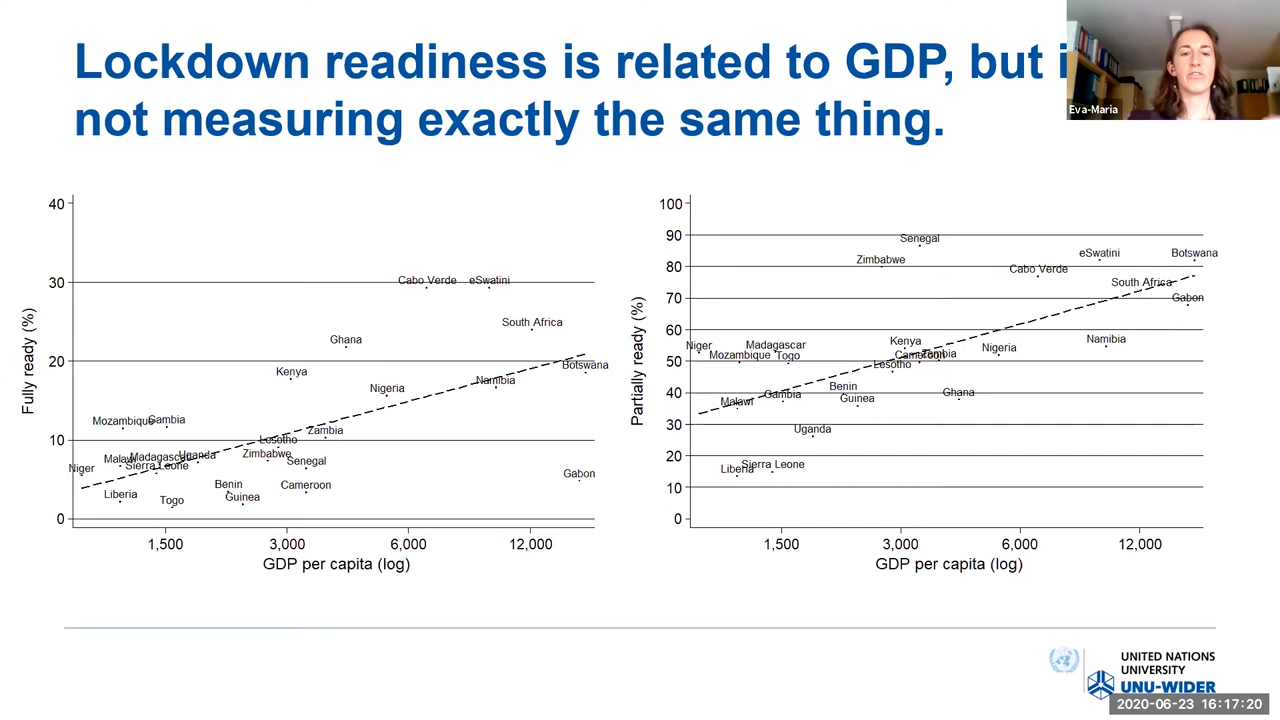 Lockdown readiness is related to GDP, but
not measuring exactly the same thing.
Eva-Maria
40
30
20
10
0
Fully ready (%)
Cabo Verde
eSwatini
South Africa
Ghana
Botswana
Kenya
Namibia
Nigeria
Mozambique
Gambia
Zambia
Lesotho
Zimbabwe
Uganda
Madagascar
Malawi
Senegal
Sierra Leone
Niger
Gabon
Benin
Cameroon
Liberia
Guinea
Togo
1,500
3,000
6,000
12,000
GDP per capita (log)
100
90
80
70
60
50
40
30
20
10
0
Partially ready (%)
Senegal
eSwatini
Botswana
Zimbabwe
Cabo Verde
South Africa
Gabon
Niger
Madagascar
Kenya
Namibia
Mozambique
Togo
Cameroon
Zambia
Nigeria
Lesotho
Malawi
Gambia
Benin
Guinea
Ghana
Uganda
Liberia
Sierra Leone
1,500
3,000
6,000
12,000
GDP per capita (log)
UNITED NATIONS
UNIVERSITY
UNU-WIDER
2020-06-23 16:17:20